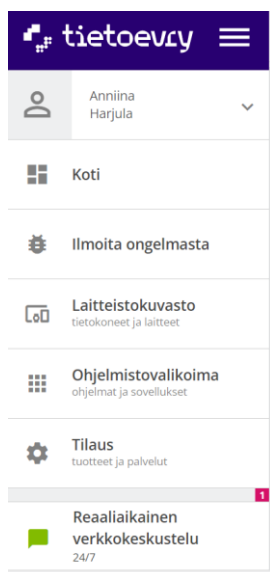 tietoevry
Anniina
Harjula
Koti
Ilmoita ongelmasta
Laitteistokuvasto
tietokoneet ja laitteet
Ohjelmistovalikoima
ohjelmat ja sovellukset
Tilaus
tuotteet ja palvelut
1
Reaaliaikainen
verkkokeskustelu
24/7